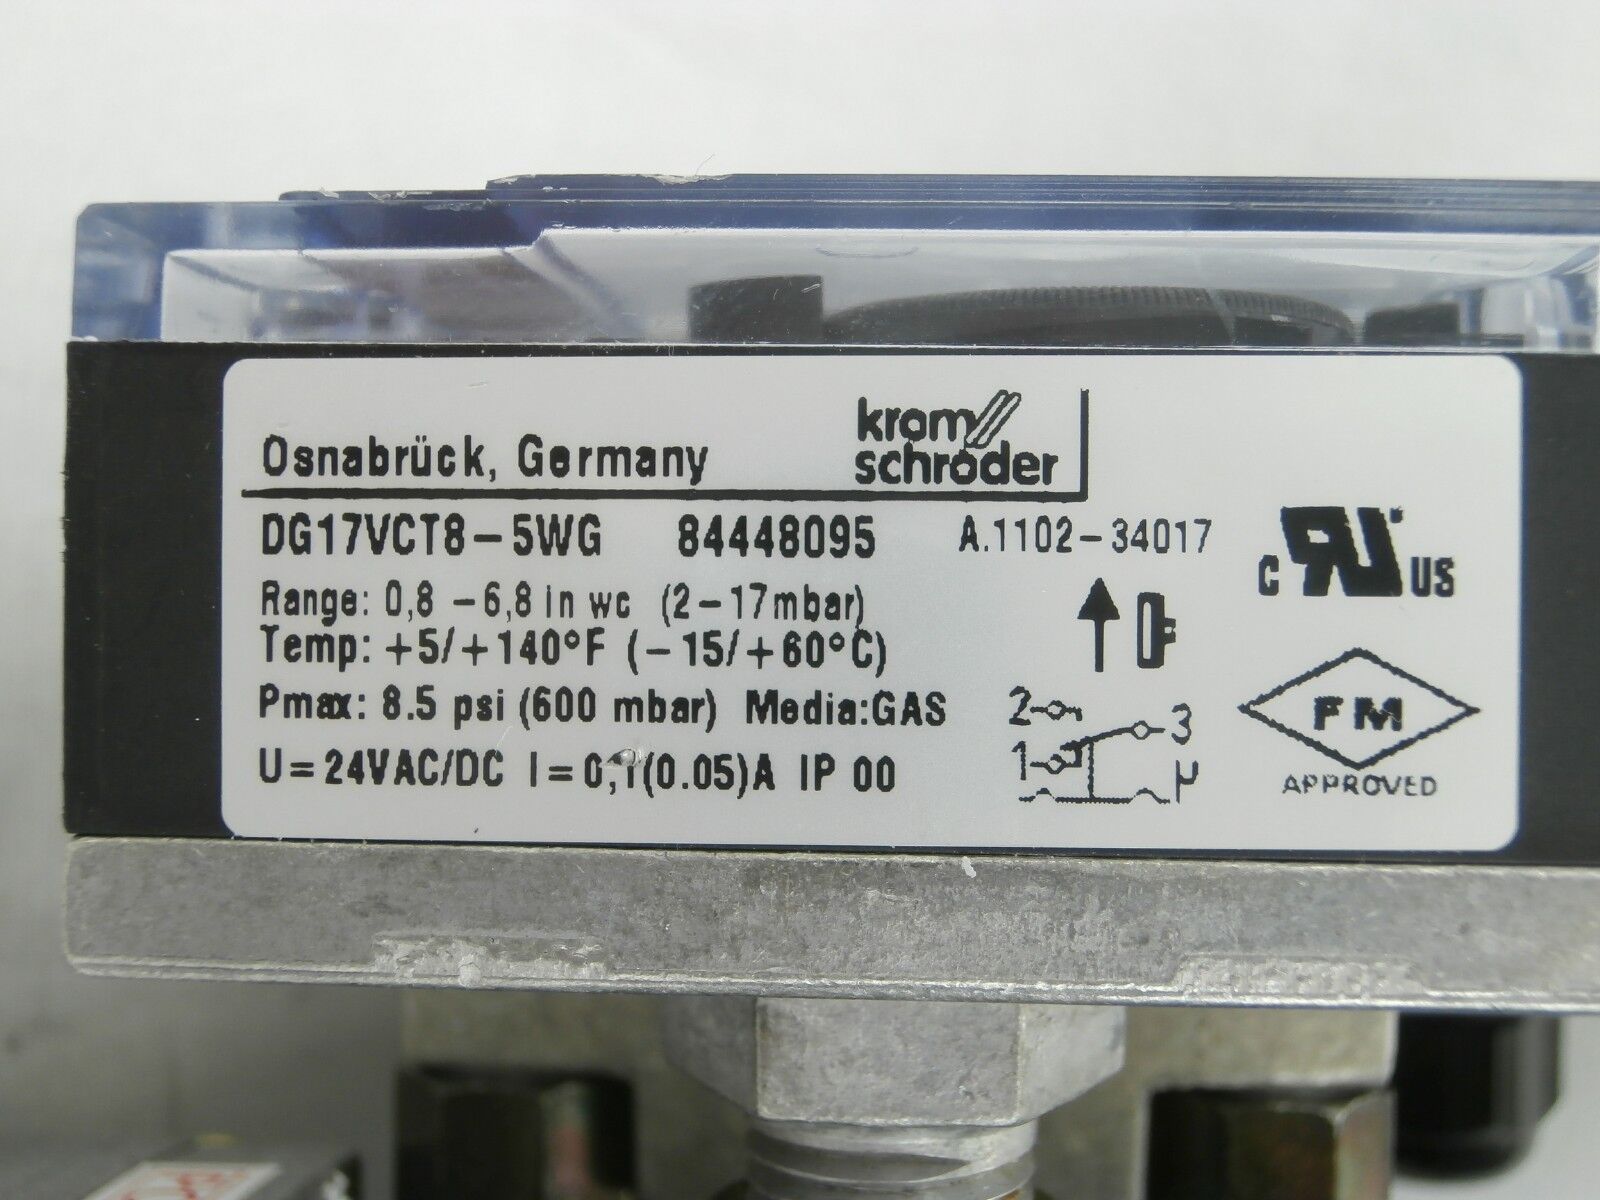 Osnabrück, Germany
krom
schröder
DG17VCT8-5WG 84448095 A.1102-34017
Range: 0,8 -6,8 in wc (2-17mbar)
Temp: +5/+140°F (-15/+60°C)
Pmax: 8.5 psi (600 mbar) Media:GAS
U=24VAC/DC I=0,1(0.05)A IP 00
2 3
1
C RU US
FM
APPROVED